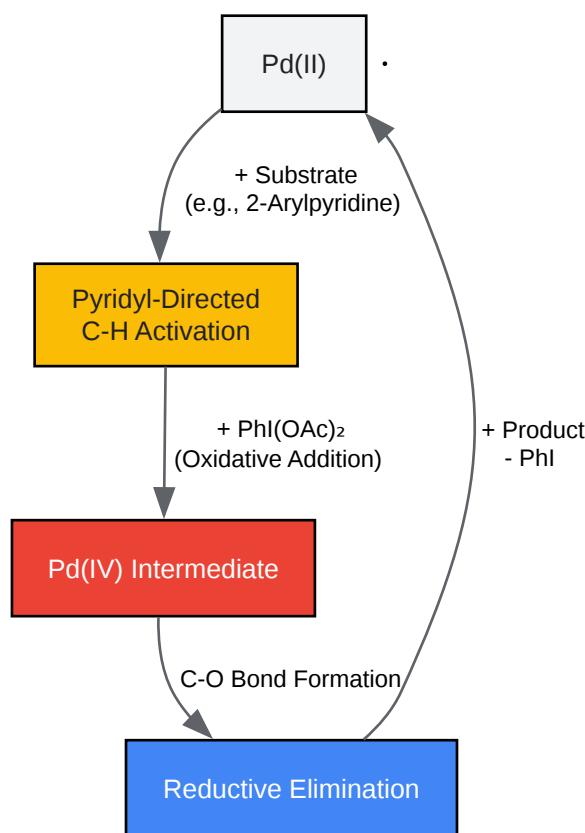 Pd(II)
+ Substrate
(e.g., 2-Arylpyridine)
Pyridyl-Directed
C-H Activation
+ PhI(OAc)₂
(Oxidative Addition)
+ Product
- PhI
Pd(IV) Intermediate
C-O Bond Formation
Reductive Elimination